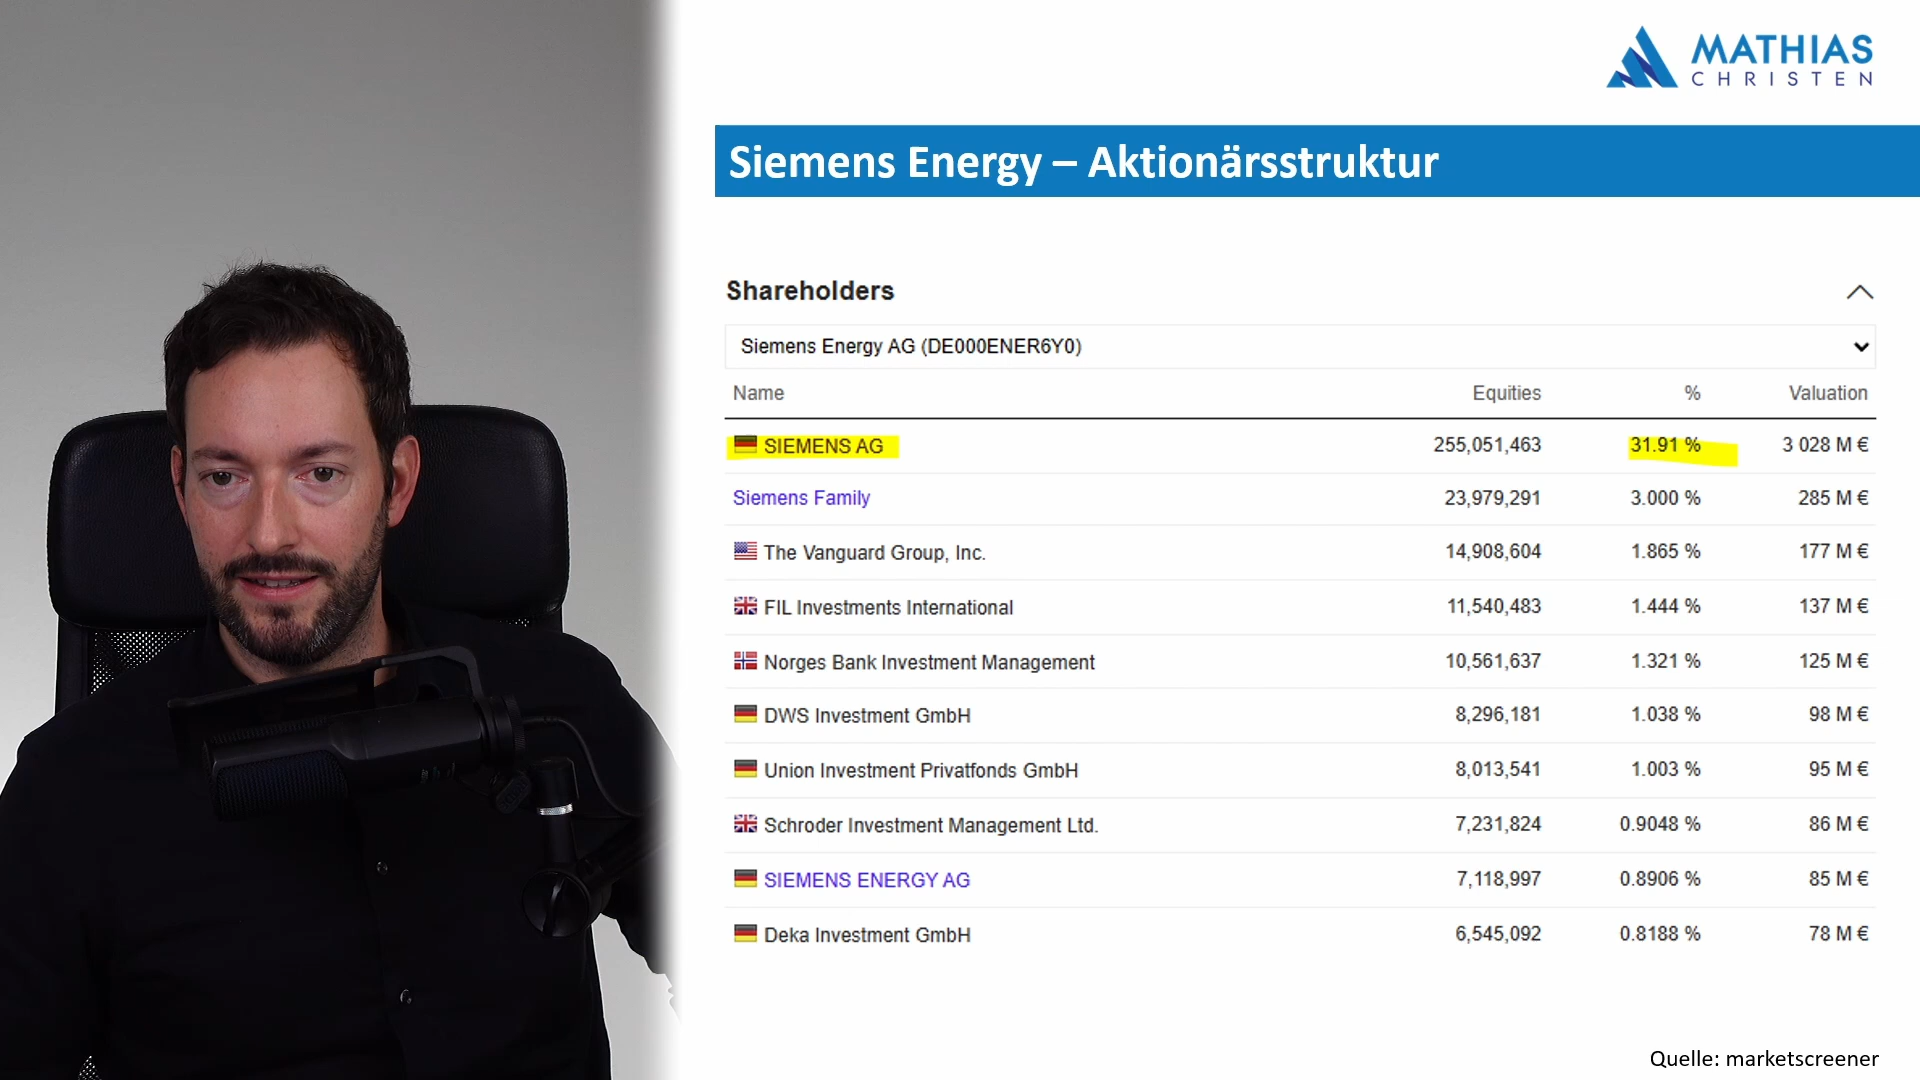 MATHIAS
CHRISTEN
Siemens Energy – Aktionärsstruktur
Shareholders
Siemens Energy AG (DE000ENER6Y0)
Name Equities % Valuation
SIEMENS AG 255,051,463 31.91 % 3 028 M €
Siemens Family 23,979,291 3.000 % 285 M €
The Vanguard Group, Inc. 14,908,604 1.865 % 177 M €
FIL Investments International 11,540,483 1.444 % 137 M €
Norges Bank Investment Management 10,561,637 1.321 % 125 M €
DWS Investment GmbH 8,296,181 1.038 % 98 M €
Union Investment Privatfonds GmbH 8,013,541 1.003 % 95 M €
Schroder Investment Management Ltd. 7,231,824 0.9048 % 86 M €
SIEMENS ENERGY AG 7,118,997 0.8906 % 85 M €
Deka Investment GmbH 6,545,092 0.8188 % 78 M €
Quelle: marketscreener